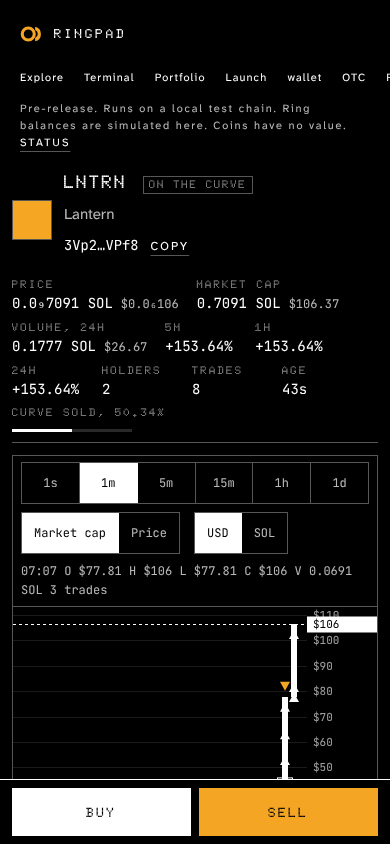 RINGPAD
Explore Terminal Portfolio Launch wallet OTC
Pre-release. Runs on a local test chain. Ring
balances are simulated here. Coins have no value.
STATUS
LNTRN ON THE CURVE
Lantern
3Vp2…VPf8 COPY
PRICE MARKET CAP
0.0₉7091 SOL $0.0₆106 0.7091 SOL $106.37
VOLUME, 24H 5M 1H
0.1777 SOL $26.67 +153.64% +153.64%
24H HOLDERS TRADES AGE
+153.64% 2 8 43s
CURVE SOLD, 50.34%
1s 1m 5m 15m 1h 1d
Market cap Price USD SOL
07:07 O $77.81 H $106 L $77.81 C $106 V 0.0691
SOL 3 trades
$110
$106
$100
$90
$80
$70
$60
$50
BUY SELL